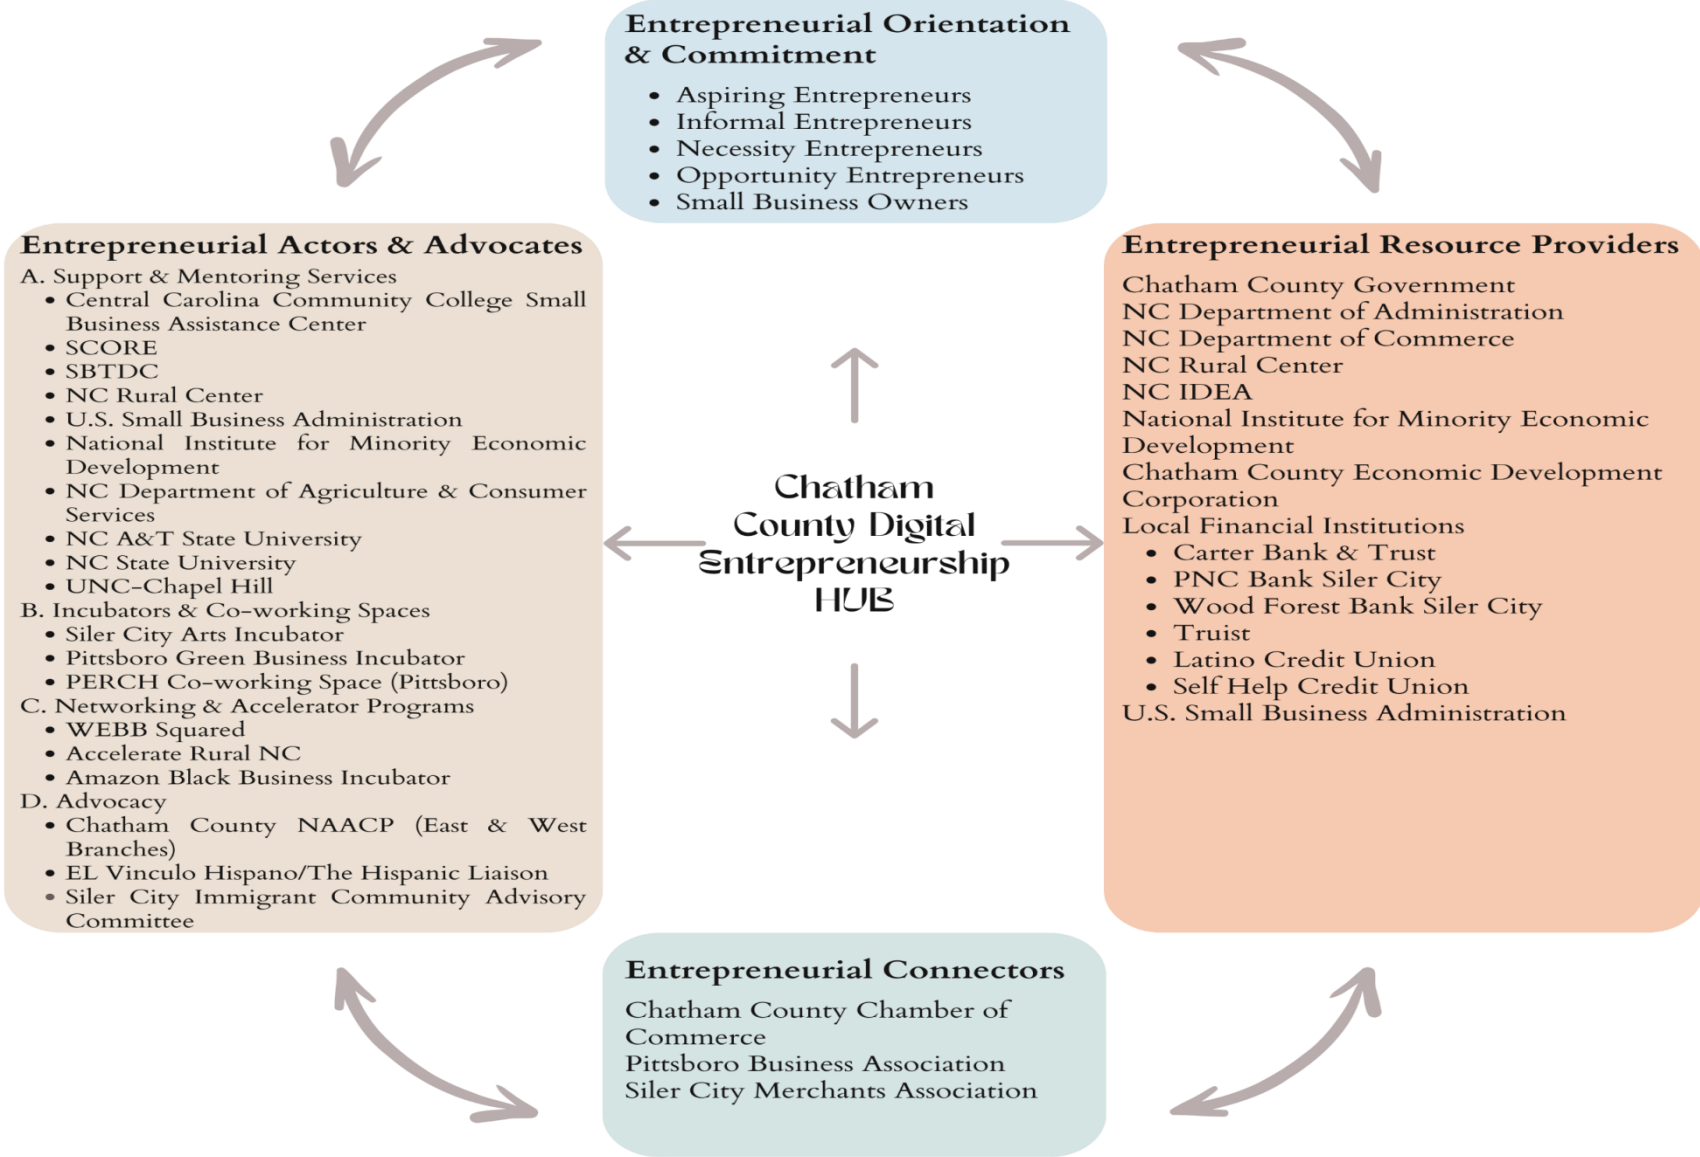 Entrepreneurial Orientation
& Commitment
• Aspiring Entrepreneurs
• Informal Entrepreneurs
• Necessity Entrepreneurs
• Opportunity Entrepreneurs
• Small Business Owners
Entrepreneurial Actors & Advocates
A. Support & Mentoring Services
• Central Carolina Community College Small
Business Assistance Center
• SCORE
• SBTDC
• NC Rural Center
• U.S. Small Business Administration
• National Institute for Minority Economic
Development
• NC Department of Agriculture & Consumer
Services
• NC A&T State University
• NC State University
• UNC-Chapel Hill
B. Incubators & Co-working Spaces
• Siler City Arts Incubator
• Pittsboro Green Business Incubator
• PERCH Co-working Space (Pittsboro)
C. Networking & Accelerator Programs
• WEBB Squared
• Accelerate Rural NC
• Amazon Black Business Incubator
D. Advocacy
• Chatham County NAACP (East & West
Branches)
• EL Vinculo Hispano/The Hispanic Liaison
• Siler City Immigrant Community Advisory
Committee
Chatham
County Digital
Entrepreneurship
HUB
Entrepreneurial Resource Providers
Chatham County Government
NC Department of Administration
NC Department of Commerce
NC Rural Center
NC IDEA
National Institute for Minority Economic
Development
Chatham County Economic Development
Corporation
Local Financial Institutions
• Carter Bank & Trust
• PNC Bank Siler City
• Wood Forest Bank Siler City
• Truist
• Latino Credit Union
• Self Help Credit Union
U.S. Small Business Administration
Entrepreneurial Connectors
Chatham County Chamber of
Commerce
Pittsboro Business Association
Siler City Merchants Association